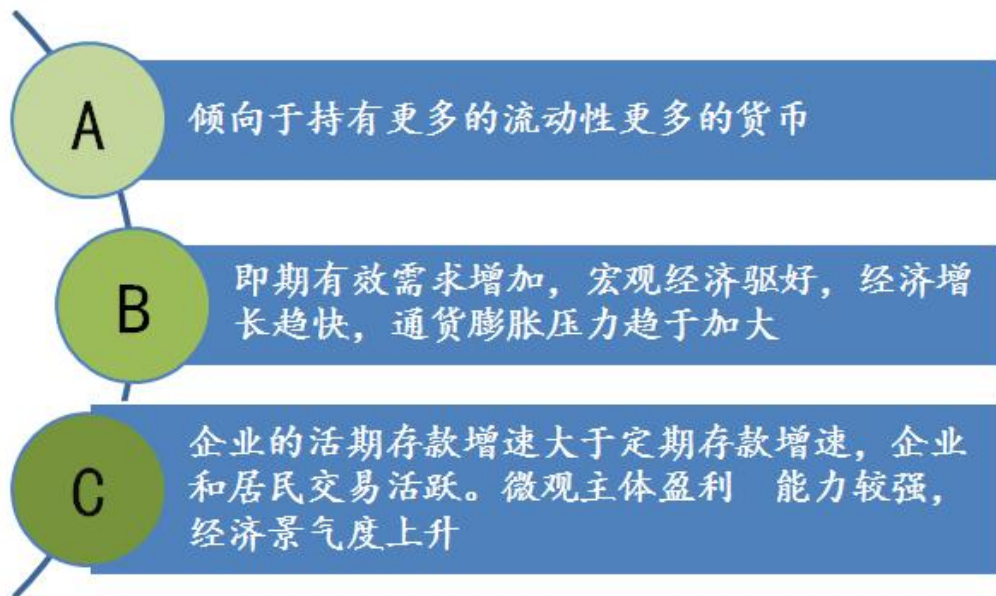 A
倾向于持有更多的流动性更多的货币
B
即期有效需求增加，宏观经济驱好，经济增
长趋快，通货膨胀压力趋于加大
C
企业的活期存款增速大于定期存款增速，企业
和居民交易活跃。微观主体盈利　能力较强，
经济景气度上升